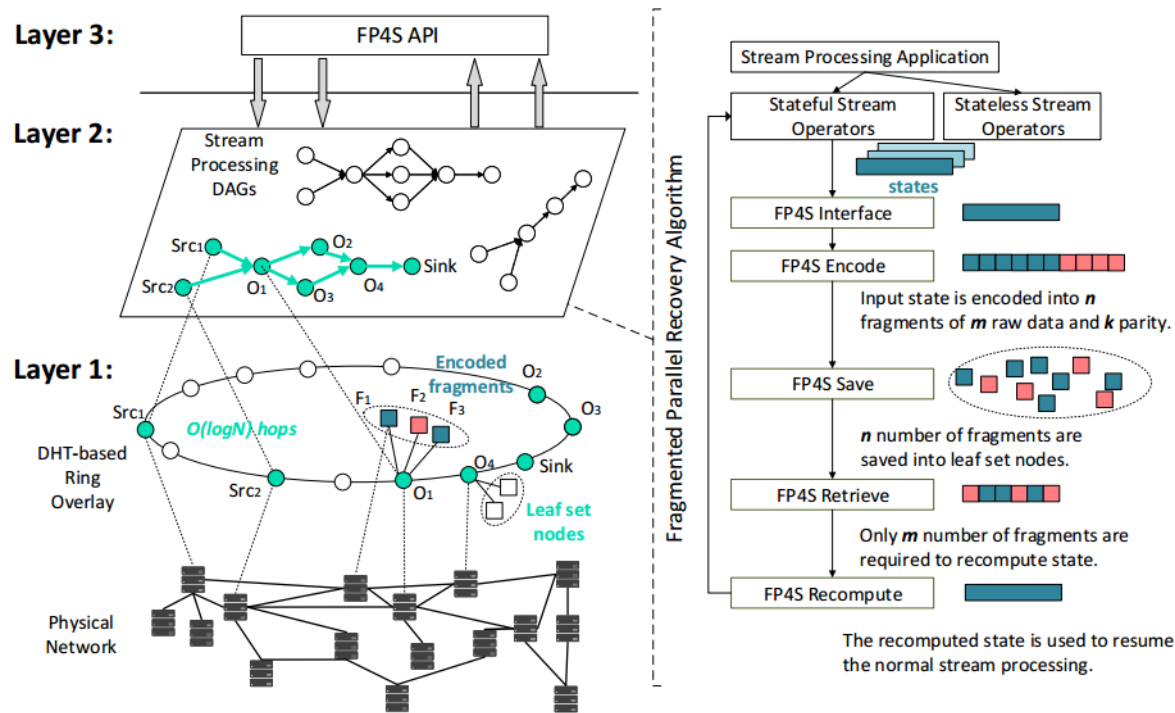 Layer 3:
FP4S API
Layer 2:
Stream
Processing
DAGs
Src1
Src2
O1
O2
O3
O4
Sink
Layer 1:
Encoded
fragments
F1
F2
F3
O2
O3
Src1
O(logN) hops
DHT-based
Ring
Overlay
Src2
O1
O4
Sink
Leaf set
nodes
Physical
Network
Fragmented Parallel Recovery Algorithm
Stream Processing Application
Stateful Stream
Operators
Stateless Stream
Operators
states
FP4S Interface
FP4S Encode
Input state is encoded into n
fragments of m raw data and k parity.
FP4S Save
n number of fragments are
saved into leaf set nodes.
FP4S Retrieve
Only m number of fragments are
required to recompute state.
FP4S Recompute
The recomputed state is used to resume
the normal stream processing.